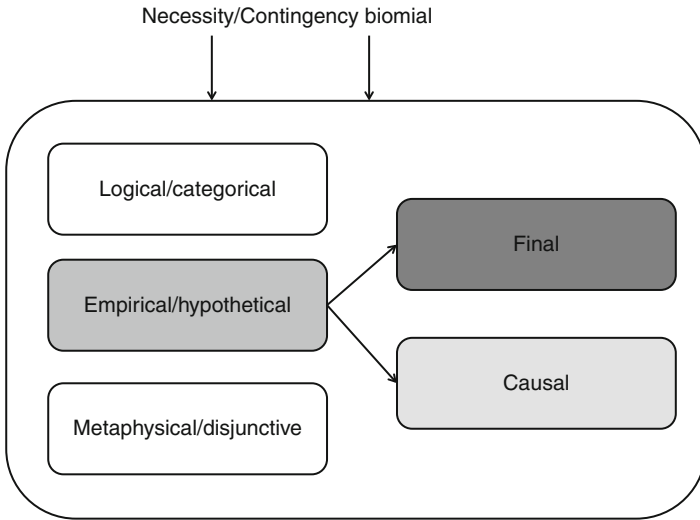 Necessity/Contingency biomial
Logical/categorical
Final
Empirical/hypothetical
Causal
Metaphysical/disjunctive